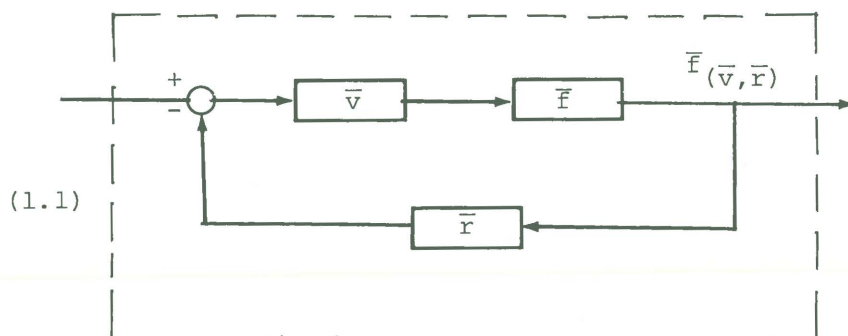 f̅(v̅,r̅)
+
v̅
f̅
-
(1.1)
r̅